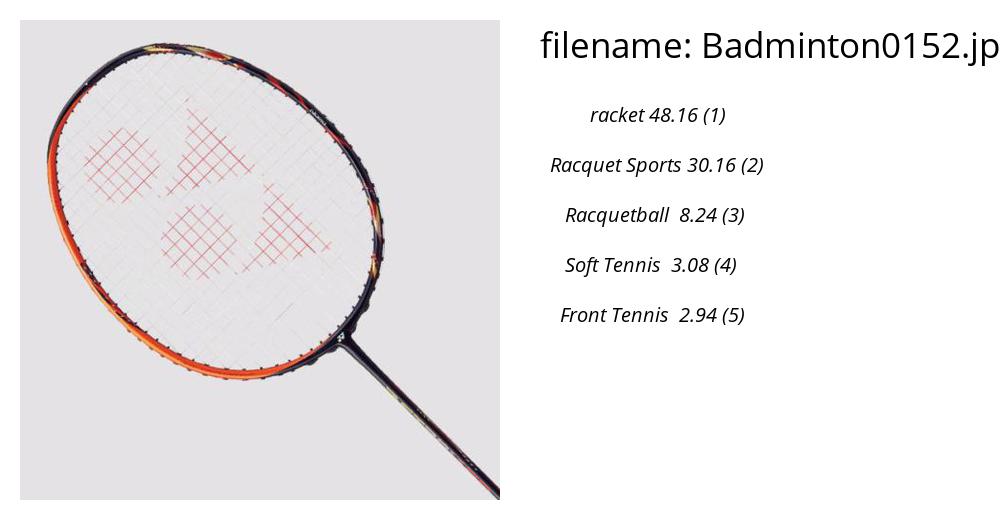 filename: Badminton0152.jp
racket 48.16 (1)
Racquet Sports 30.16 (2)
Racquetball 8.24 (3)
Soft Tennis 3.08 (4)
Front Tennis 2.94 (5)